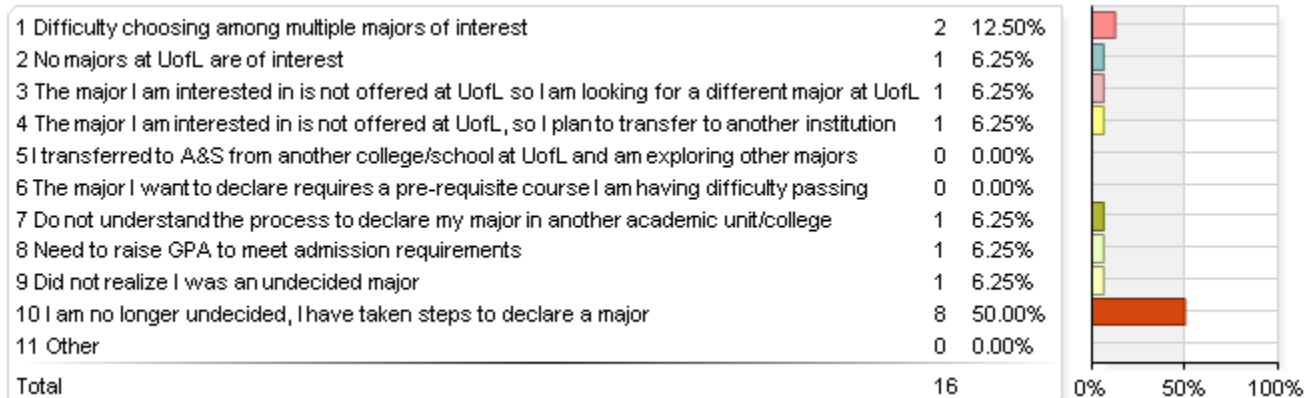 1 Difficulty choosing among multiple majors of interest 2 12.50%
2 No majors at UofL are of interest 1 6.25%
3 The major I am interested in is not offered at UofL so I am looking for a different major at UofL 1 6.25%
4 The major I am interested in is not offered at UofL, so I plan to transfer to another institution 1 6.25%
5 I transferred to A&S from another college/school at UofL and am exploring other majors 0 0.00%
6 The major I want to declare requires a pre-requisite course I am having difficulty passing 0 0.00%
7 Do not understand the process to declare my major in another academic unit/college 1 6.25%
8 Need to raise GPA to meet admission requirements 1 6.25%
9 Did not realize I was an undecided major 1 6.25%
10 I am no longer undecided, I have taken steps to declare a major 8 50.00%
11 Other 0 0.00%
Total 16
0% 50% 100%